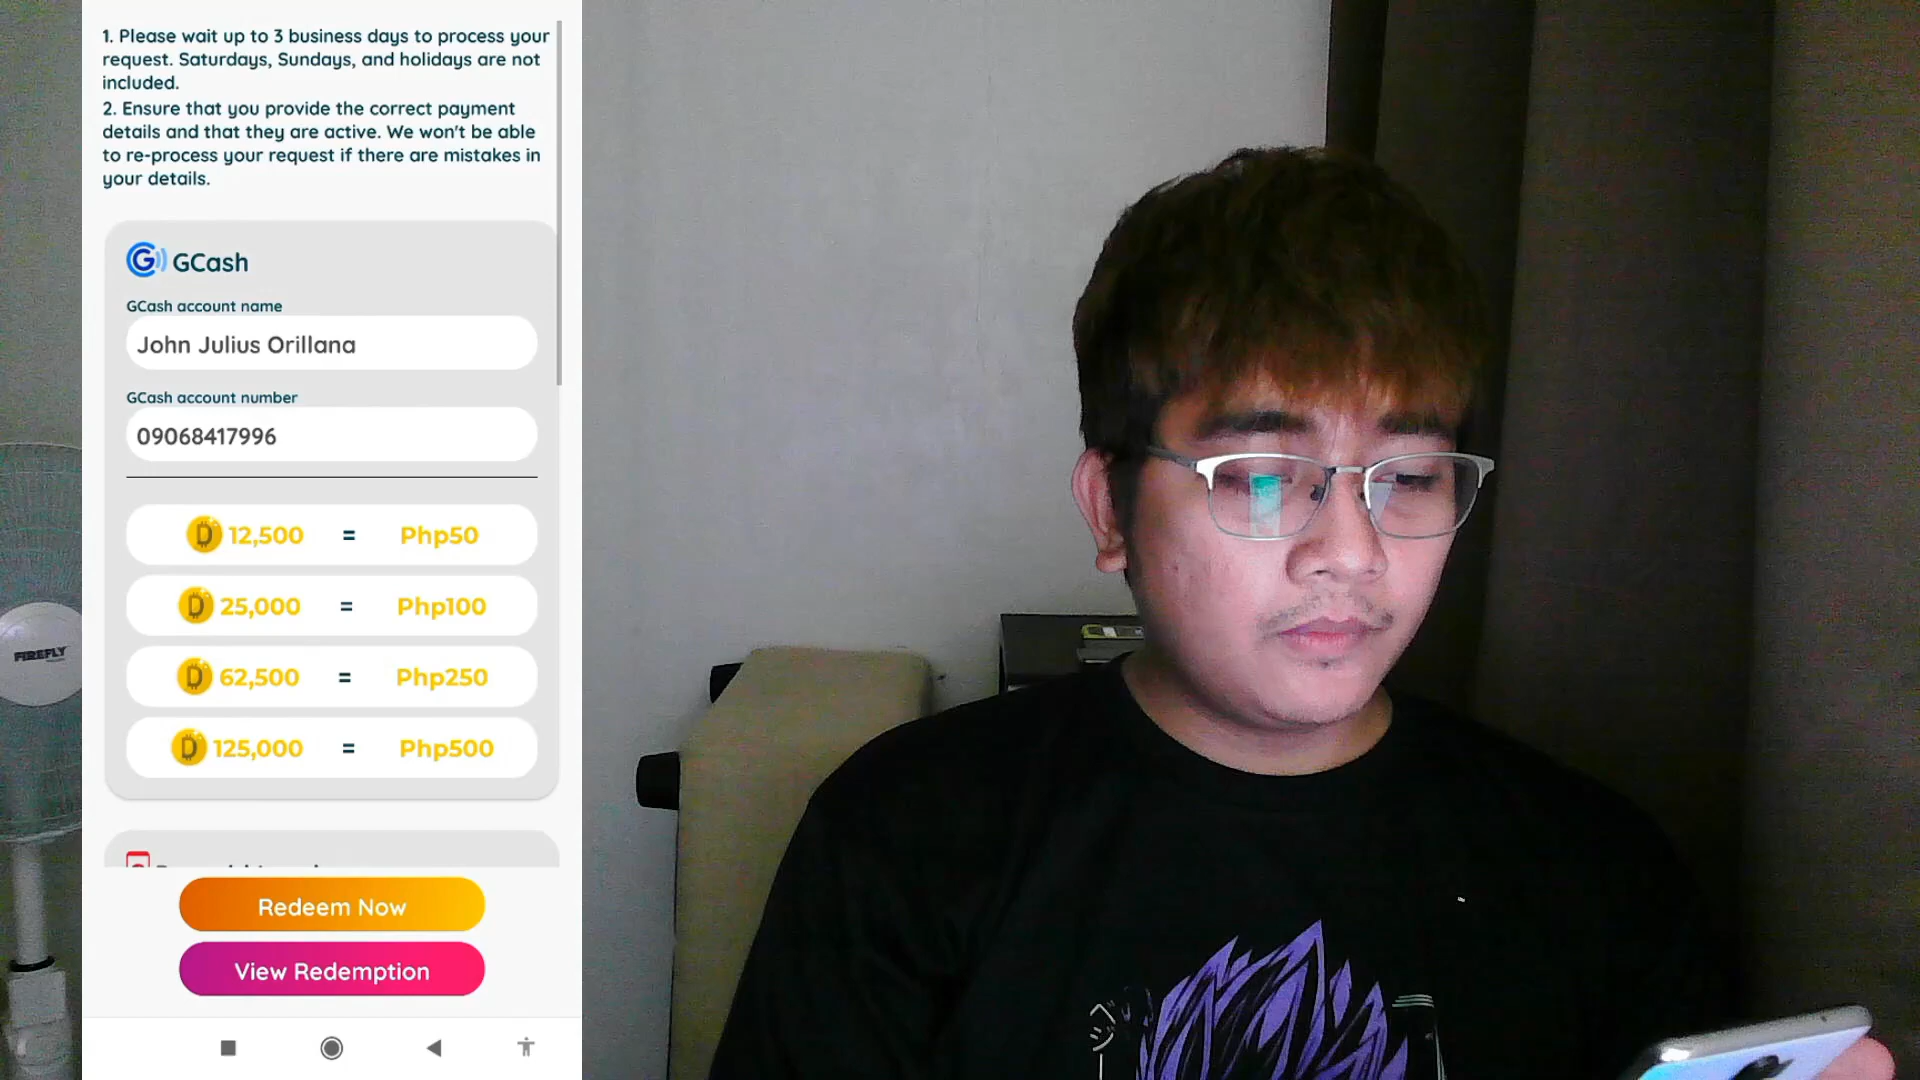 1. Please wait up to 3 business days to process your
request. Saturdays, Sundays, and holidays are not
included.
2. Ensure that you provide the correct payment
details and that they are active. We won't be able
to re-process your request if there are mistakes in
your details.
GCash
GCash account name
John Julius Orillana
GCash account number
09068417996
12,500 = Php50
25,000 = Php100
62,500 = Php250
125,000 = Php500
Redeem Now
View Redemption
FIREFLY
ベジ